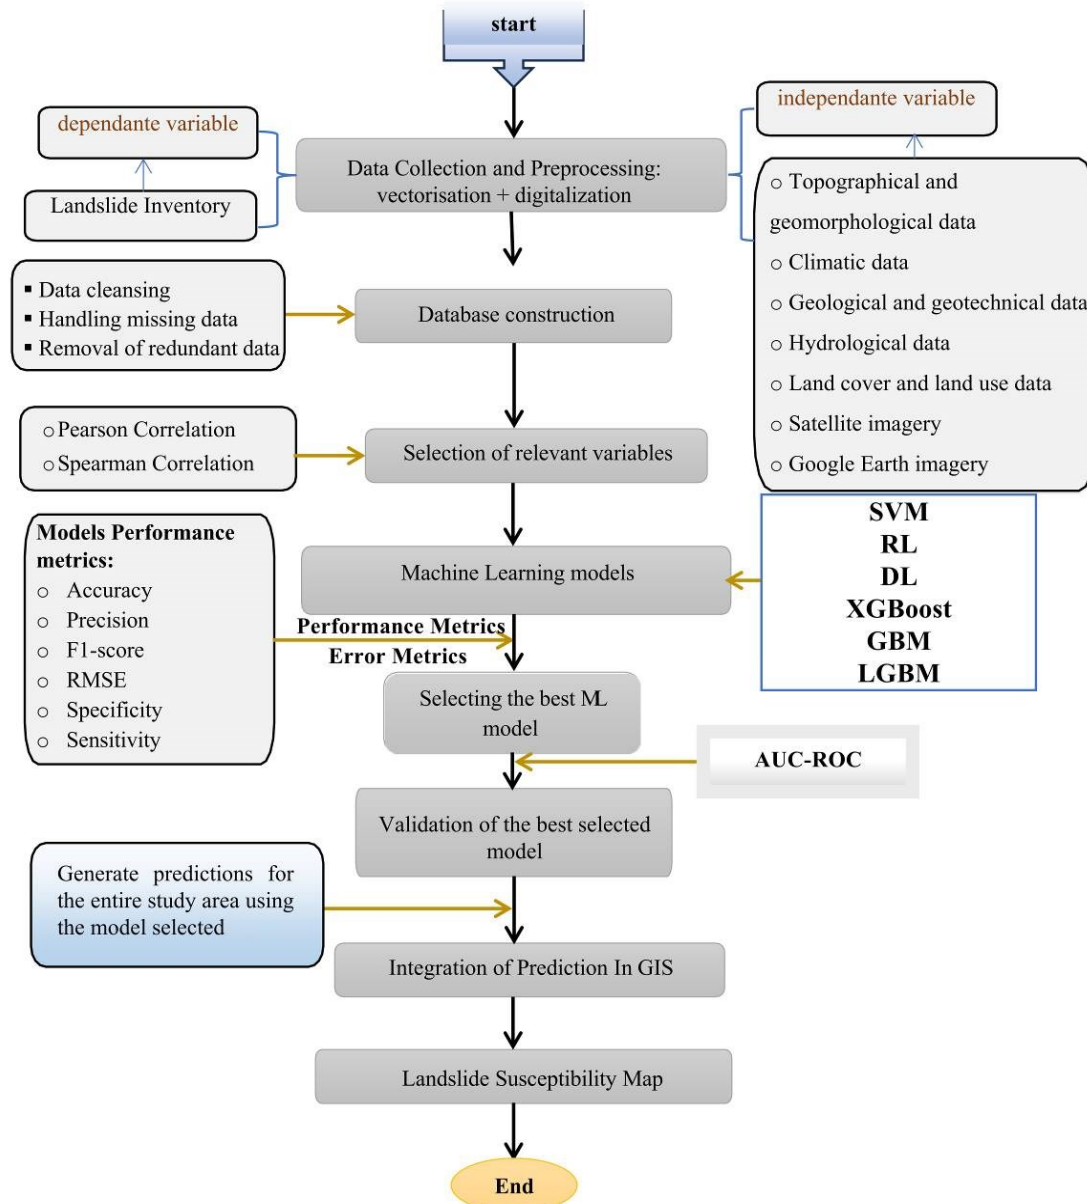 start
dependante variable
independante variable
Data Collection and Preprocessing:
vectorisation + digitalization
Landslide Inventory
○ Topographical and
geomorphological data
○ Climatic data
○ Geological and geotechnical data
○ Hydrological data
○ Land cover and land use data
○ Satellite imagery
○ Google Earth imagery
▪ Data cleansing
▪ Handling missing data
▪ Removal of redundant data
Database construction
○ Pearson Correlation
○ Spearman Correlation
Selection of relevant variables
SVM
RL
DL
XGBoost
GBM
LGBM
Machine Learning models
Models Performance
metrics:
○ Accuracy
○ Precision
○ F1-score
○ RMSE
○ Specificity
○ Sensitivity
Performance Metrics
Error Metrics
Selecting the best ML
model
AUC-ROC
Validation of the best selected
model
Generate predictions for
the entire study area using
the model selected
Integration of Prediction In GIS
Landslide Susceptibility Map
End